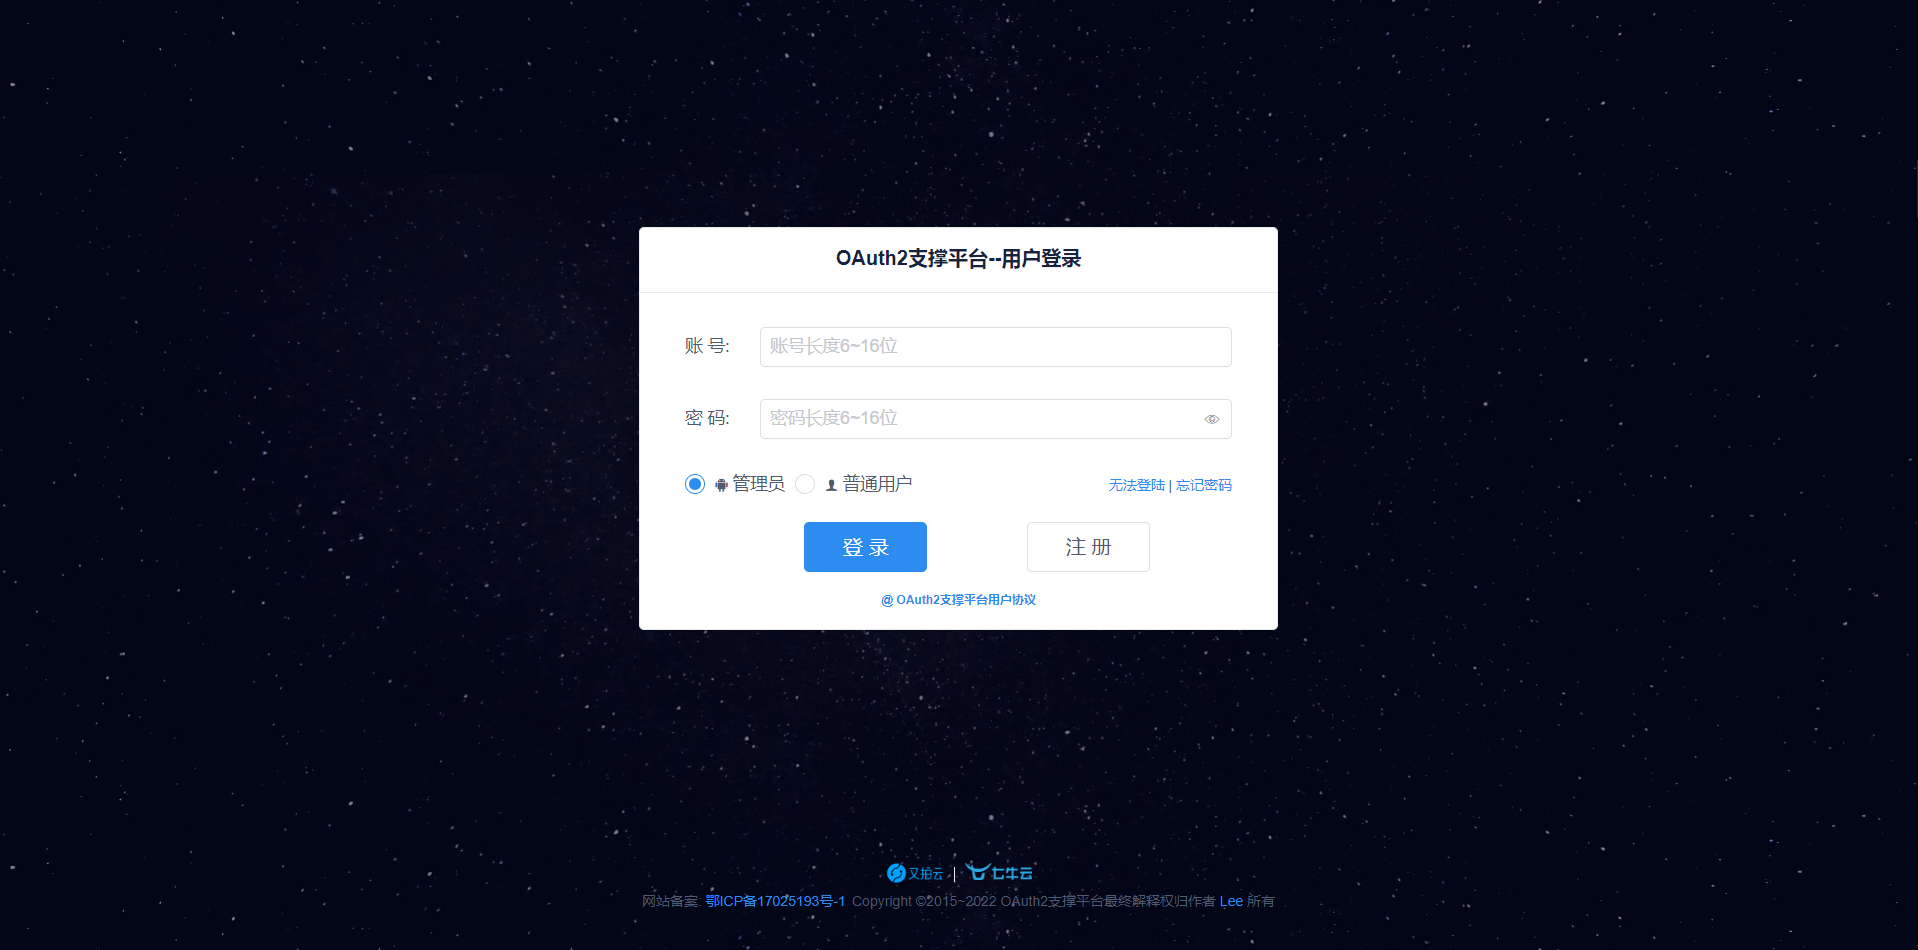 OAuth2支撑平台--用户登录
账 号:
账号长度6~16位
密 码:
密码长度6~16位
管理员 普通用户 无法登陆 | 忘记密码
登 录 注 册
@ OAuth2支撑平台用户协议
又拍云 | 七牛云
网站备案: 鄂ICP备17025193号-1 Copyright ©2015~2022 OAuth2支撑平台最终解释权归作者 Lee 所有